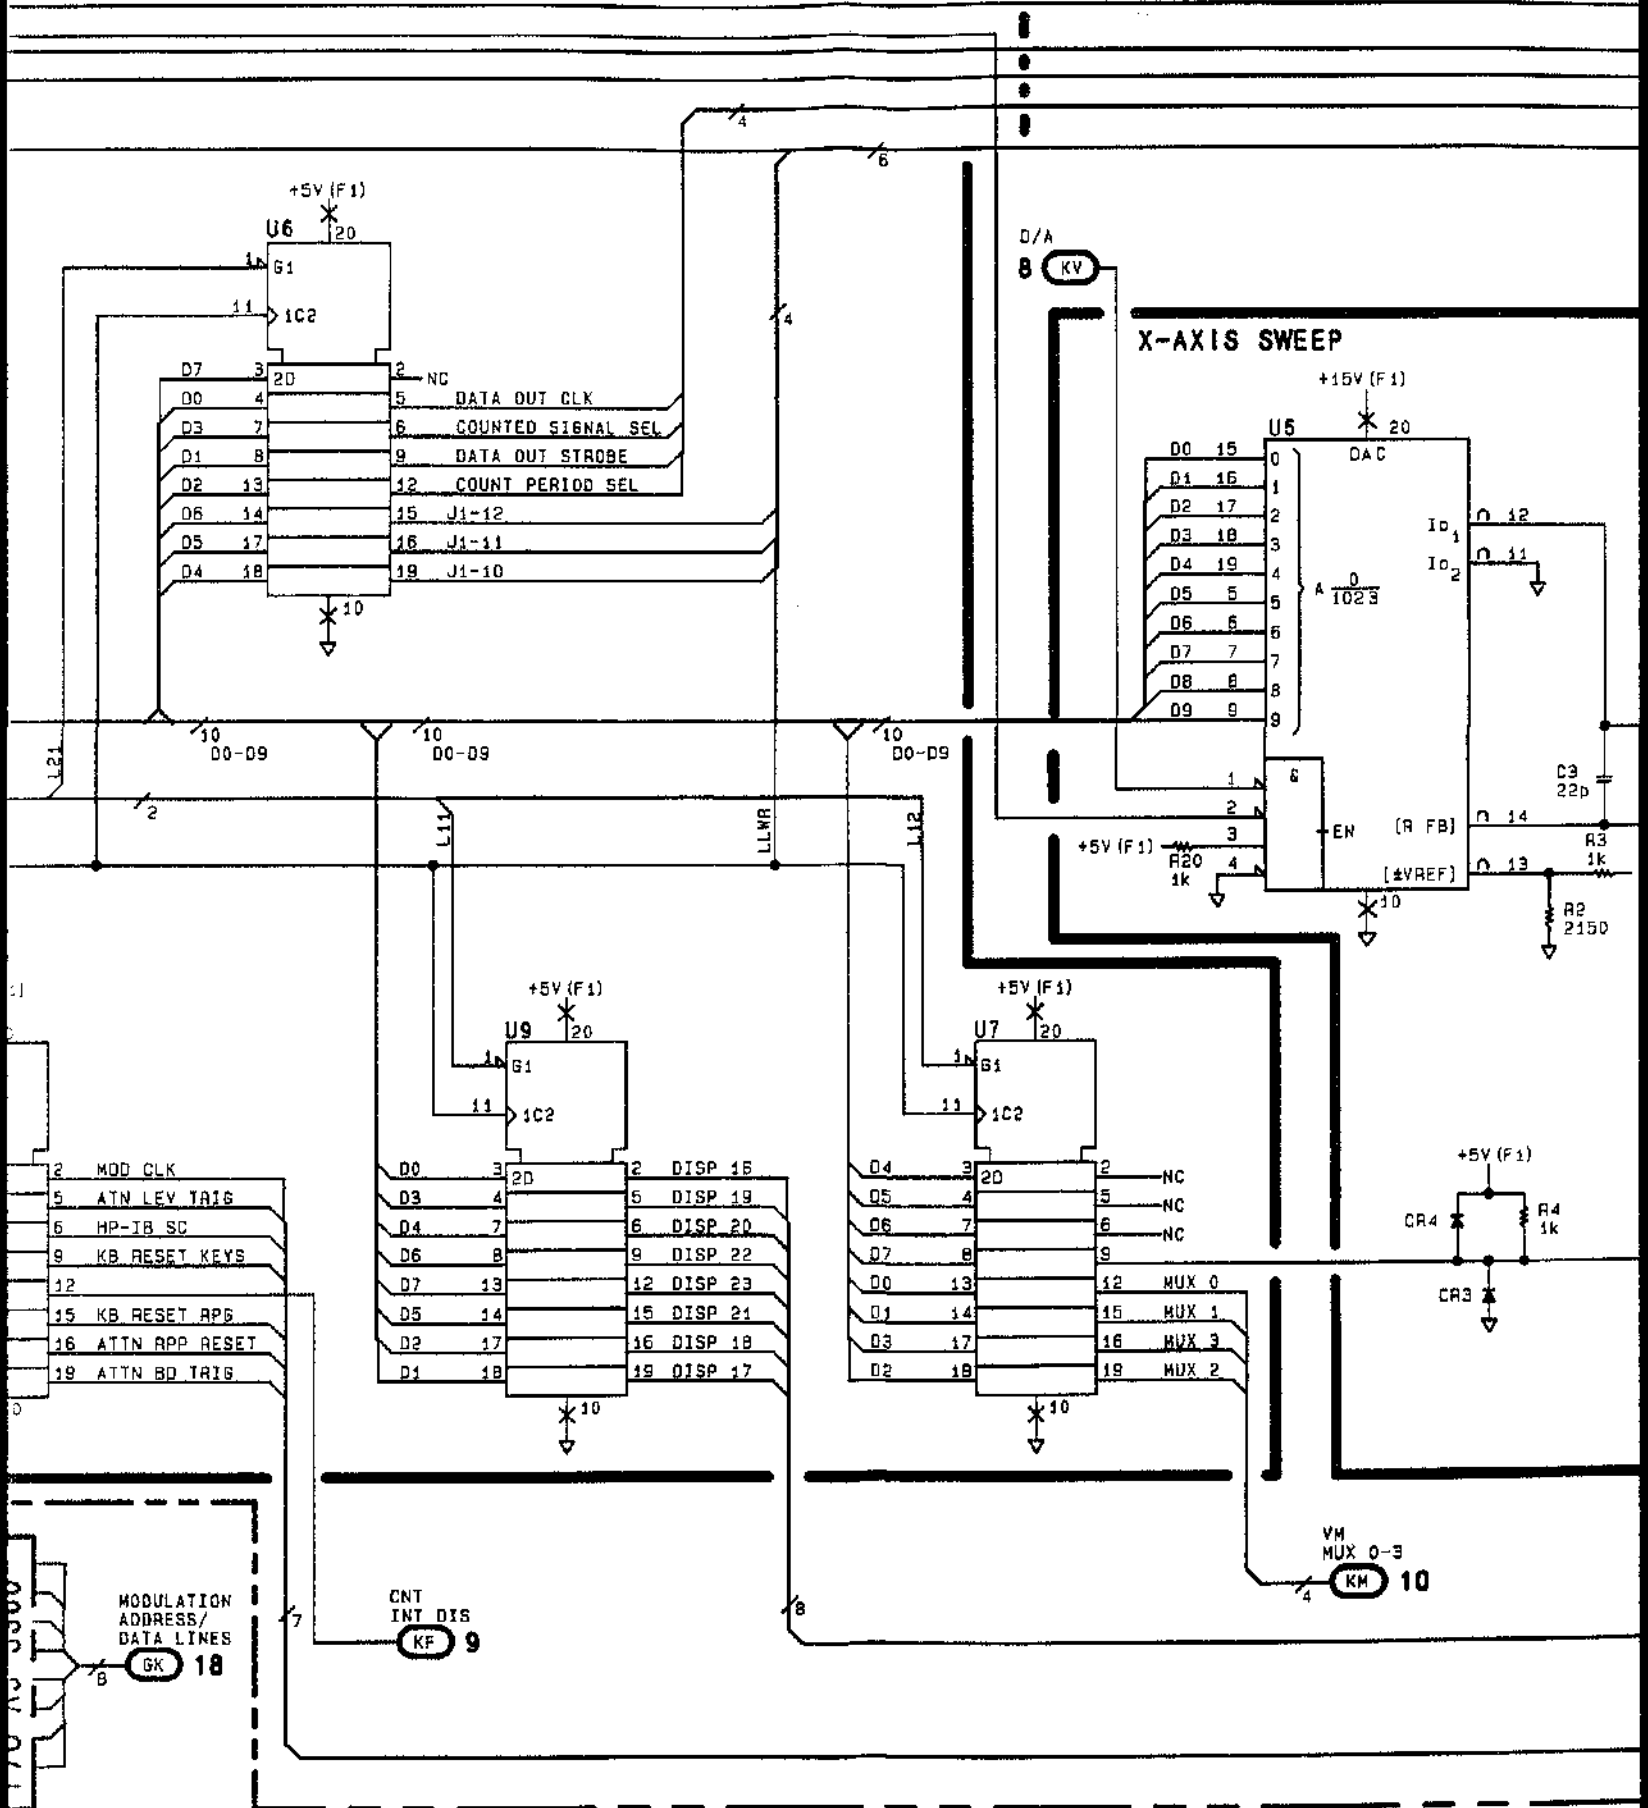 4
6
+5V(F1)
U6
20
1 G1
11 1C2
4
D7 3 2D 2 NC
D0 4 5 DATA OUT CLK
D3 7 6 COUNTED SIGNAL SEL
D1 8 9 DATA OUT STROBE
D2 13 12 COUNT PERIOD SEL
D6 14 15 J1-12
D5 17 16 J1-11
D4 18 19 J1-10
10
D/A
8 KV
X-AXIS SWEEP
+15V(F1)
U5 20
DAC
D0 15 0
D1 16 1
D2 17 2
D3 18 3
D4 19 4
D5 5 5
D6 6 6
D7 7 7
D8 8 8
D9 9 9
A 0
1023
IO1 12
IO2 11
10
D0-D9
10
D0-D9
10
D0-D9
L21
2
L11
LLWR
L12
1
&
2
+5V(F1) 3
R20
1k
4
EN
[R FB] 14
[±VREF] 13
10
C3
22p
R3
1k
R2
2150
+5V(F1)
U9 20
1 G1
11 1C2
D0 3 2D 2 DISP 16
D3 4 5 DISP 19
D4 7 6 DISP 20
D6 8 9 DISP 22
D7 13 12 DISP 23
D5 14 15 DISP 21
D2 17 16 DISP 18
D1 18 19 DISP 17
10
+5V(F1)
U7 20
1 G1
11 1C2
D4 3 2D 2 NC
D5 4 5 NC
D6 7 6 NC
D7 8 9
D0 13 12 MUX 0
D1 14 15 MUX 1
D3 17 16 MUX 3
D2 18 19 MUX 2
10
2 MOD CLK
5 ATN LEV TRIG
6 HP-IB SC
9 KB RESET KEYS
12
15 KB RESET RPG
16 ATTN RPP RESET
19 ATTN BD TRIG
+5V(F1)
CR4
R4
1k
CR3
VM
MUX 0-3
4 KM 10
7
CNT
INT DIS
KF 9
8
MODULATION
ADDRESS/
DATA LINES
8 GK 18